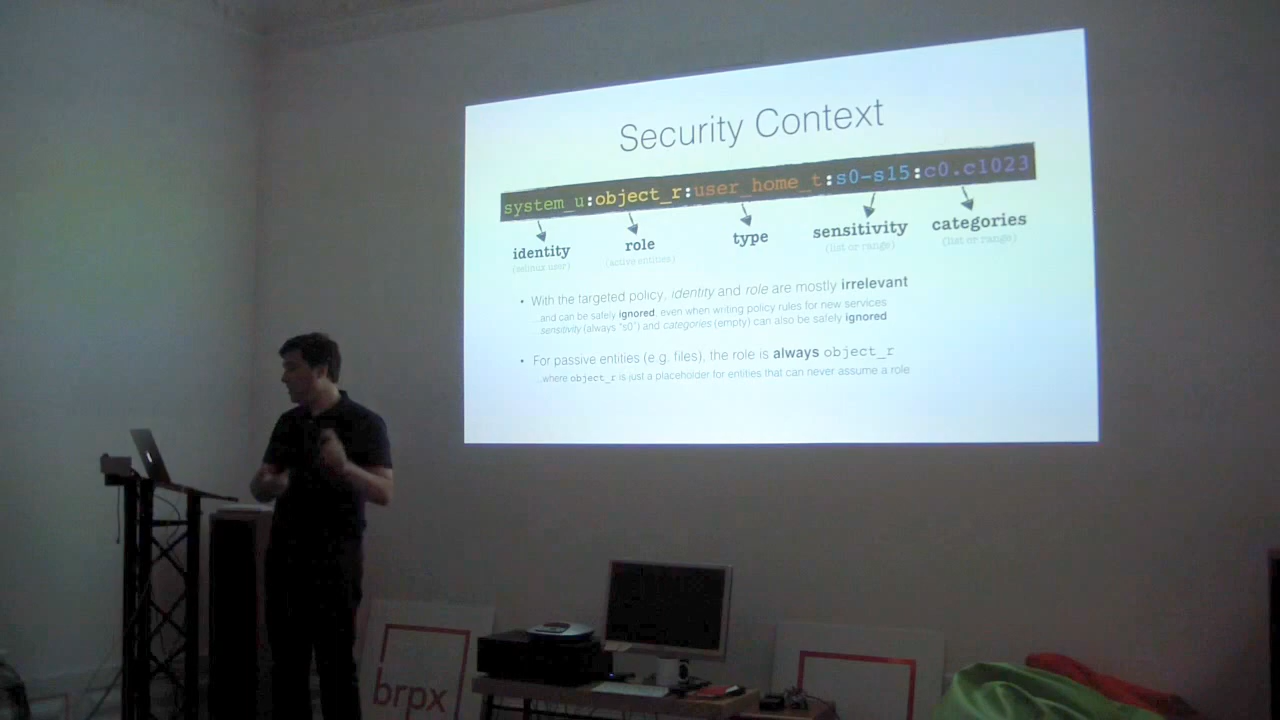 Security Context
system_u:object_r:user_home_t:s0-s15:c0.c1023
identity role type sensitivity categories
(selinux user) (active entities) (list or range) (list or range)
• With the targeted policy, identity and role are mostly irrelevant
...and can be safely ignored, even when writing policy rules for new services
sensitivity (always "s0") and categories (empty) can also be safely ignored
• For passive entities (e.g. files), the role is always object_r
...where object_r is just a placeholder for entities that can never assume a role
brpx